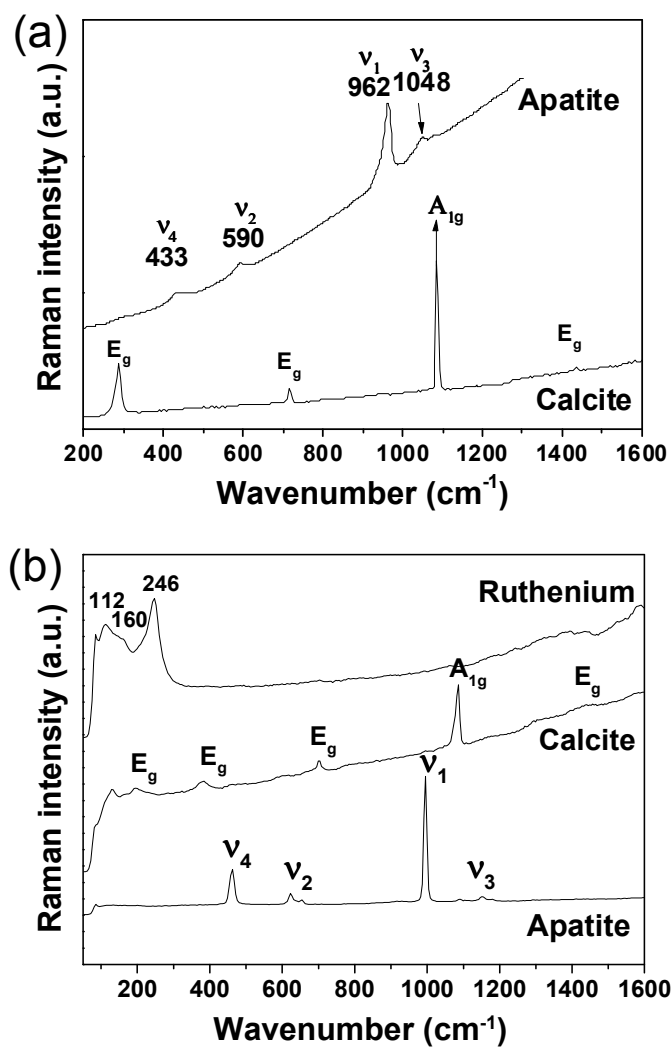 (a)
ν1
962
ν3
1048
Apatite
ν4
433
ν2
590
A1g
Eg
Eg
Eg
Calcite
200 400 600 800 1000 1200 1400 1600
Wavenumber (cm-1)
Raman intensity (a.u.)
(b)
112
160
246
Ruthenium
A1g
Eg
Eg
Eg
Eg
Calcite
ν1
ν4
ν2
ν3
Apatite
200 400 600 800 1000 1200 1400 1600
Wavenumber (cm-1)
Raman intensity (a.u.)